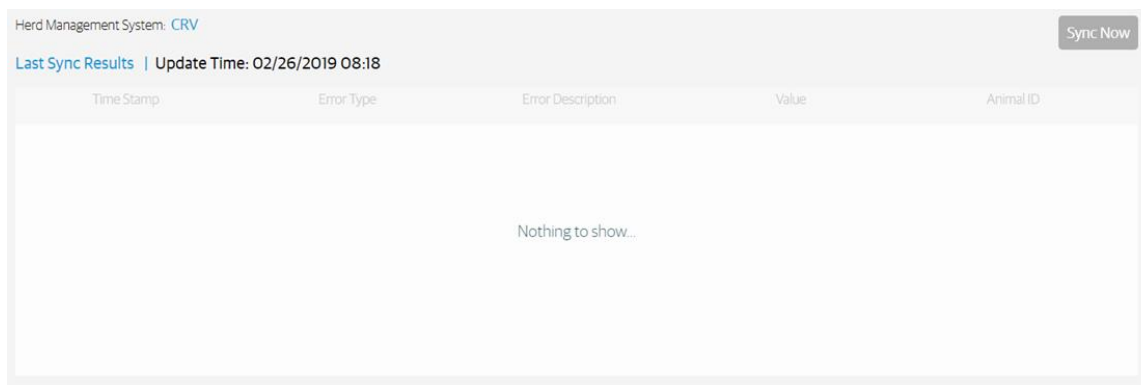 Herd Management System: CRV
Sync Now
Last Sync Results | Update Time: 02/26/2019 08:18
Time Stamp Error Type Error Description Value Animal ID
Nothing to show...